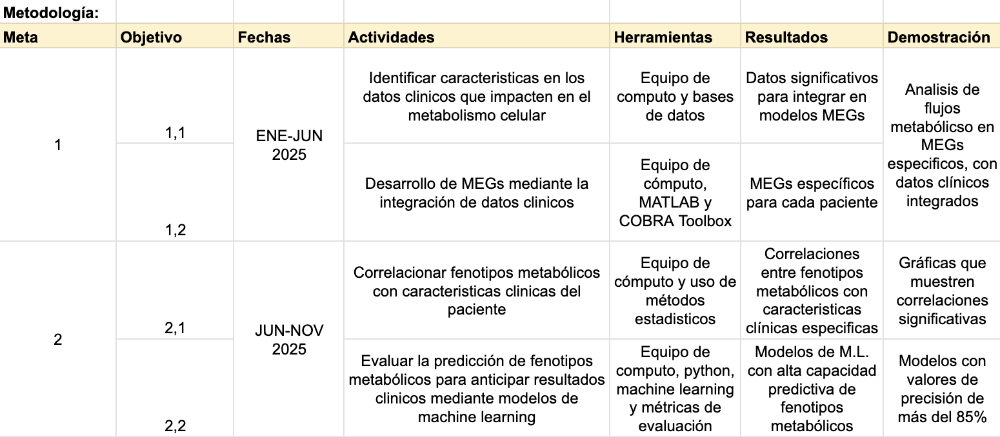 Metodología:
Meta
Objetivo
Fechas
Actividades
Herramientas
Resultados
Demostración
1
1,1
ENE-JUN
2025
Identificar caracteristicas en los
datos clinicos que impacten en el
metabolismo celular
Equipo de
computo y bases
de datos
Datos significativos
para integrar en
modelos MEGs
Analisis de
flujos
metabólicso en
MEGs
especificos, con
datos clínicos
integrados
1,2
Desarrollo de MEGs mediante la
integración de datos clinicos
Equipo de
cómputo,
MATLAB y
COBRA Toolbox
MEGs específicos
para cada paciente
2
2,1
JUN-NOV
2025
Correlacionar fenotipos metabólicos
con caracteristicas clinicas del
paciente
Equipo de
cómputo y uso de
métodos
estadisticos
Correlaciones
entre fenotipos
metabólicos con
caracteristicas
clínicas especificas
Gráficas que
muestren
correlaciones
significativas
2,2
Evaluar la predicción de fenotipos
metabólicos para anticipar resultados
clinicos mediante modelos de
machine learning
Equipo de
computo, python,
machine learning
y métricas de
evaluación
Modelos de M.L.
con alta capacidad
predictiva de
fenotipos
metabólicos
Modelos con
valores de
precisión de
más del 85%